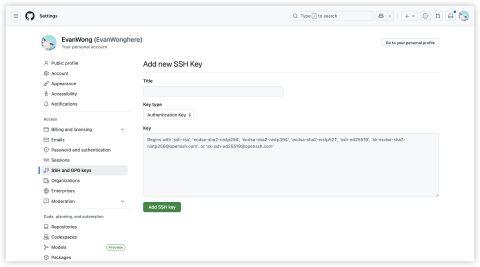 Settings
Type / to search
EvanWong (EvanWonghere)
Your personal account
Go to your personal profile
Public profile
Account
Appearance
Accessibility
Notifications
Access
Billing and licensing
Emails
Password and authentication
Sessions
SSH and GPG keys
Organizations
Enterprises
Moderation
Code, planning, and automation
Repositories
Codespaces
Models
Preview
Packages
Add new SSH Key
Title
Key type
Authentication Key
Key
Begins with 'ssh-rsa', 'ecdsa-sha2-nistp256', 'ecdsa-sha2-nistp384', 'ecdsa-sha2-nistp521', 'ssh-ed25519', 'sk-ecdsa-sha2-
nistp256@openssh.com', or 'sk-ssh-ed25519@openssh.com'
Add SSH key